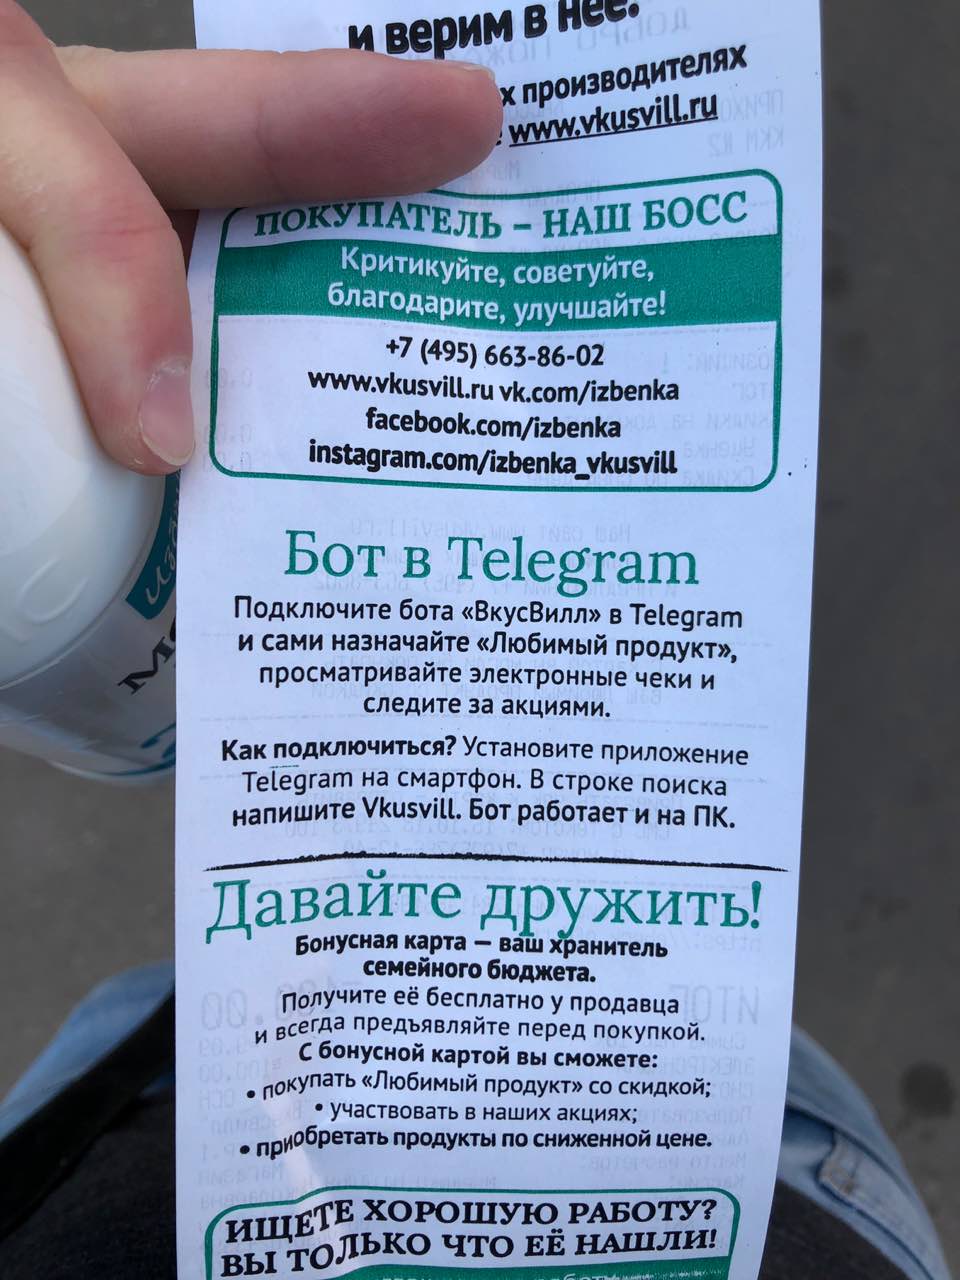 и верим в неё.
х производителях
www.vkusvill.ru
ПОКУПАТЕЛЬ – НАШ БОСС
Критикуйте, советуйте,
благодарите, улучшайте!
+7 (495) 663-86-02
www.vkusvill.ru vk.com/izbenka
facebook.com/izbenka
instagram.com/izbenka_vkusvill
Бот в Telegram
Подключите бота «ВкусВилл» в Telegram
и сами назначайте «Любимый продукт»,
просматривайте электронные чеки и
следите за акциями.
Как подключиться? Установите приложение
Telegram на смартфон. В строке поиска
напишите Vkusvill. Бот работает и на ПК.
Давайте дружить!
Бонусная карта — ваш хранитель
семейного бюджета.
Получите её бесплатно у продавца
и всегда предъявляйте перед покупкой.
С бонусной картой вы сможете:
• покупать «Любимый продукт» со скидкой;
• участвовать в наших акциях;
• приобретать продукты по сниженной цене.
ИЩЕТЕ ХОРОШУЮ РАБОТУ?
ВЫ ТОЛЬКО ЧТО ЕЁ НАШЛИ!